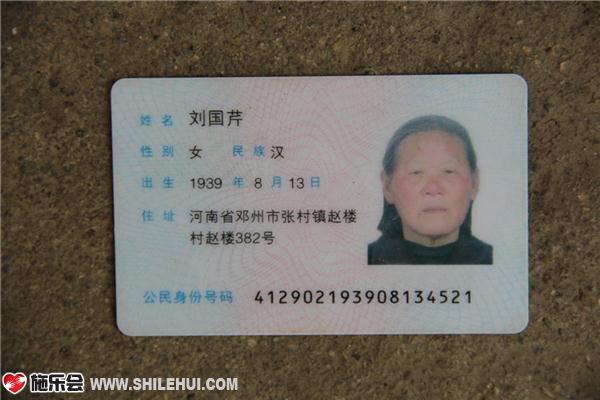 姓名 刘国芹
性别 女 民族 汉
出生 1939 年 8 月 13 日
住址 河南省邓州市张村镇赵楼
村赵楼382号
公民身份号码 412902193908134521
施乐会 WWW.SHILEHUI.COM